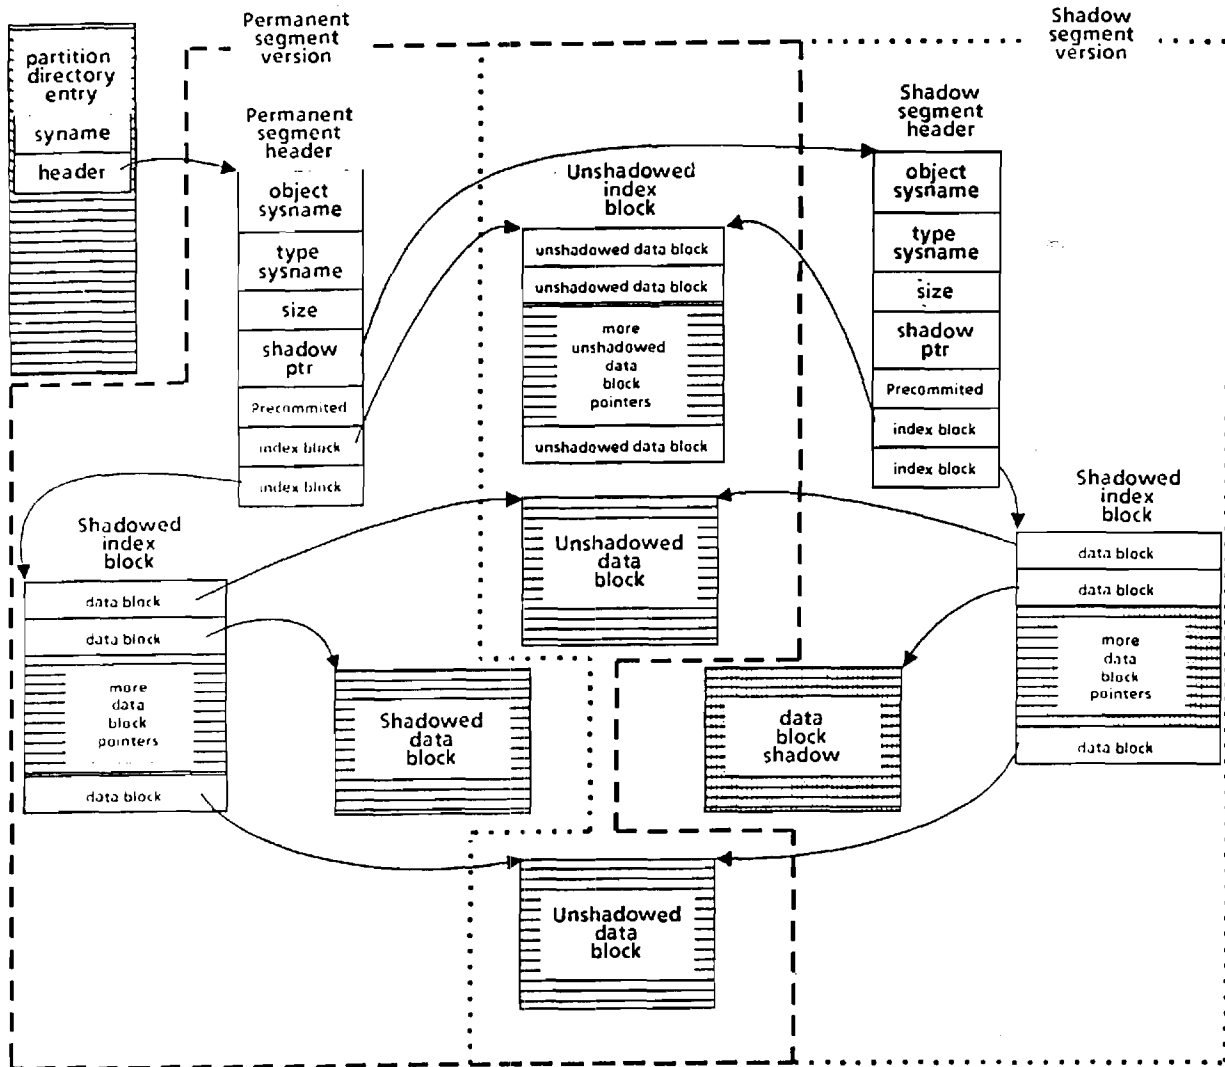 Permanent
segment
version
Shadow
segment
version
partition
directory
entry
syname
header
Permanent
segment
header
object
sysname
type
sysname
size
shadow
ptr
Precommited
index block
index block
Unshadowed
index
block
unshadowed data block
unshadowed data block
more
unshadowed
data
block
pointers
unshadowed data block
Shadow
segment
header
object
sysname
type
sysname
size
shadow
ptr
Precommited
index block
index block
Shadowed
index
block
data block
data block
more
data
block
pointers
data block
Unshadowed
data
block
Shadowed
index
block
data block
data block
more
data
block
pointers
data block
Shadowed
data
block
data
block
shadow
Unshadowed
data
block